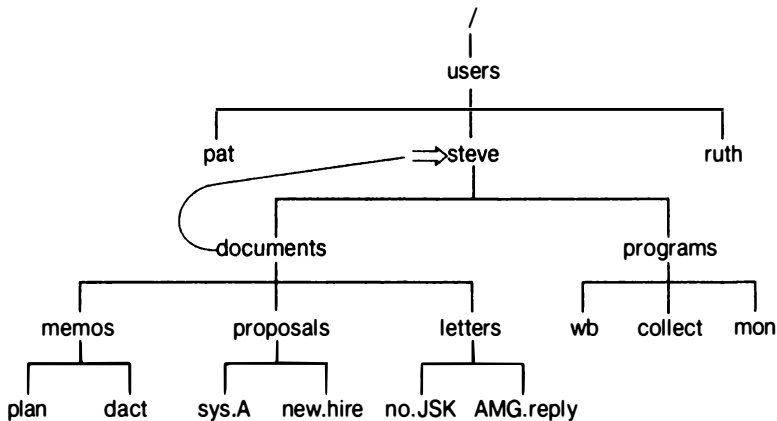 /
users
pat steve ruth
documents programs
memos proposals letters wb collect mon
plan dact sys.A new.hire no.JSK AMG.reply